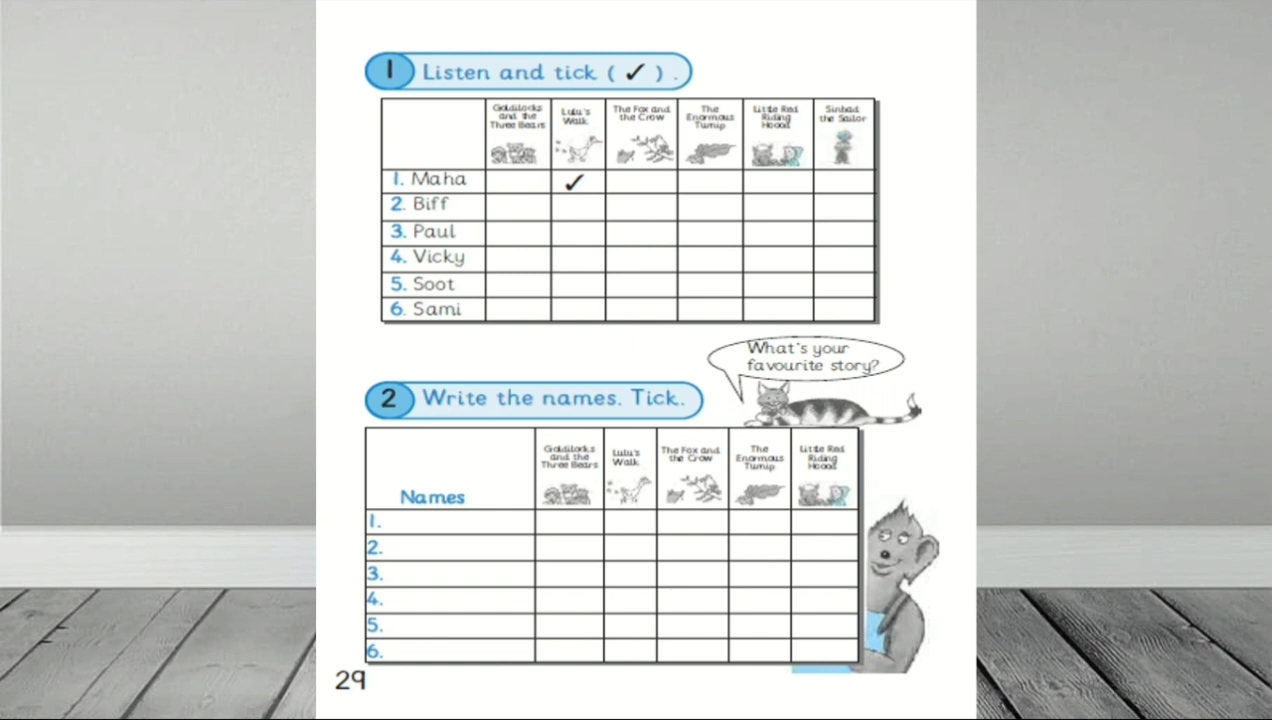 1 Listen and tick ( ✓ ) .
Goldilocks and the Three Bears
Lulu's Walk
The Fox and the Crow
The Enormous Turnip
Little Red Riding Hood
Sinbad the Sailor
1. Maha ✓
2. Biff
3. Paul
4. Vicky
5. Soot
6. Sami
What's your
favourite story?
2 Write the names. Tick.
Names
Goldilocks and the Three Bears
Lulu's Walk
The Fox and the Crow
The Enormous Turnip
Little Red Riding Hood
1.
2.
3.
4.
5.
6.
29